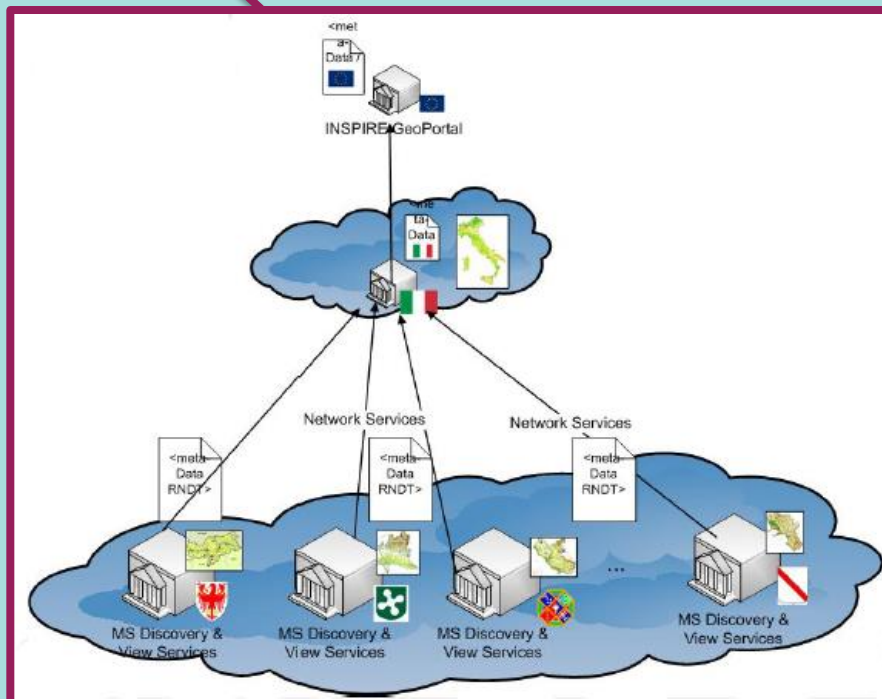 <met
a-
Data /
INSPIRE GeoPortal
<me
ta-
Data
Network Services
Network Services
<meta-
Data
RNDT>
<meta-
Data
RNDT>
<meta-
Data
RNDT>
...
MS Discovery &
View Services
MS Discovery &
View Services
MS Discovery &
View Services
MS Discovery &
View Services